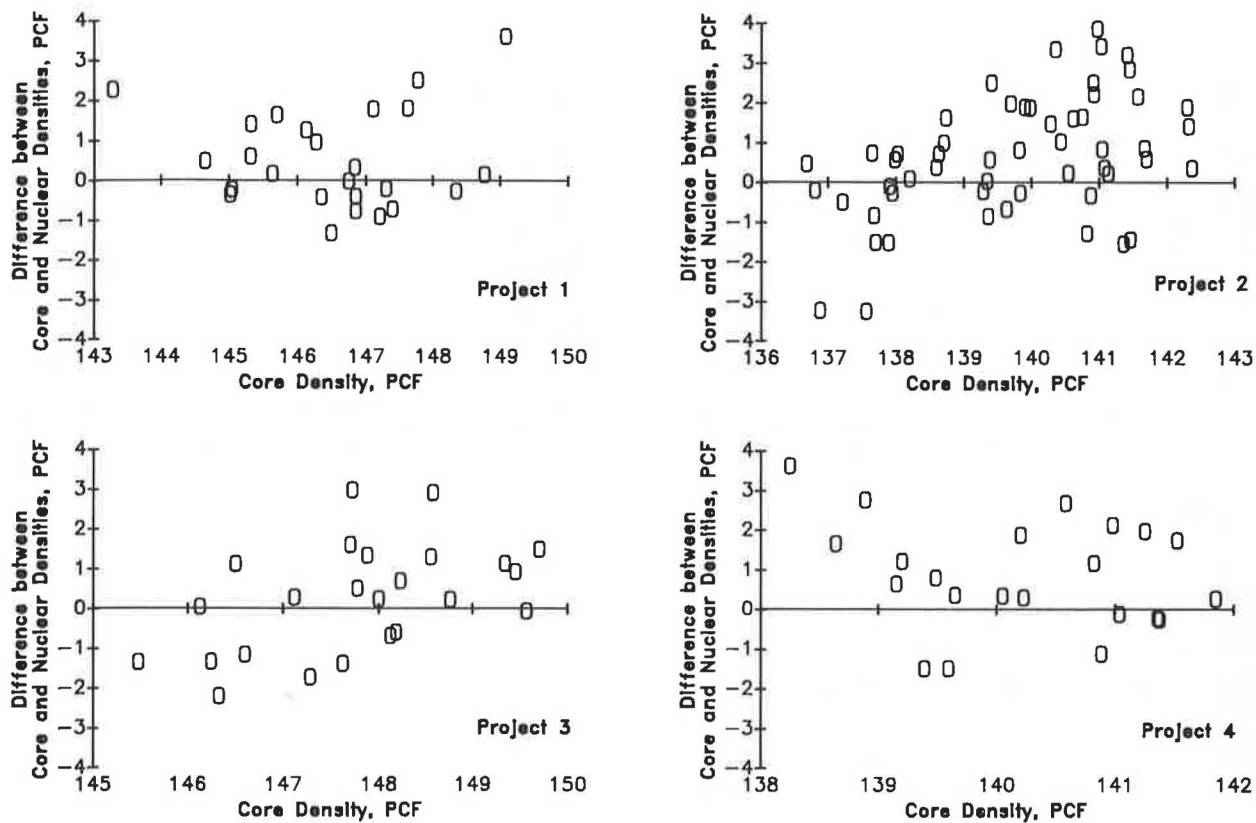 Difference between
Core and Nuclear Densities, PCF
4
3
2
1
0
−1
−2
−3
−4
Project 1
143 144 145 146 147 148 149 150
Core Density, PCF
Difference between
Core and Nuclear Densities, PCF
4
3
2
1
0
−1
−2
−3
−4
Project 2
136 137 138 139 140 141 142 143
Core Density, PCF
Difference between
Core and Nuclear Densities, PCF
4
3
2
1
0
−1
−2
−3
−4
Project 3
145 146 147 148 149 150
Core Density, PCF
Difference between
Core and Nuclear Densities, PCF
4
3
2
1
0
−1
−2
−3
−4
Project 4
138 139 140 141 142
Core Density, PCF